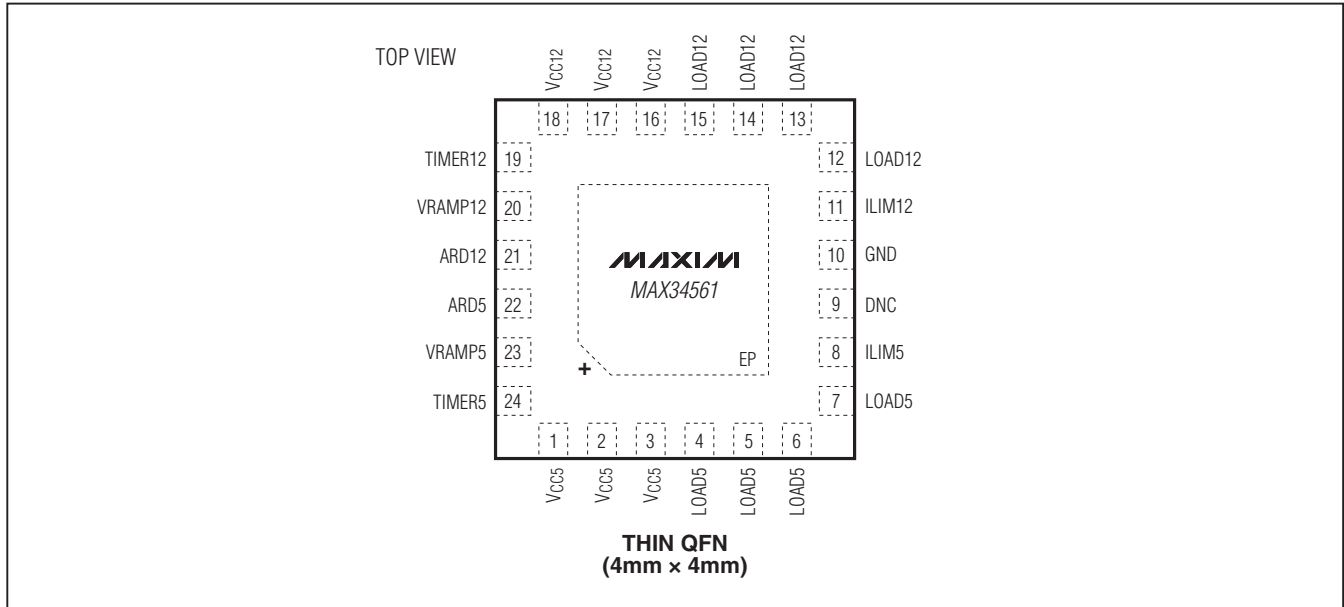 TOP VIEW
VCC12
VCC12
VCC12
LOAD12
LOAD12
LOAD12
18
17
16
15
14
13
TIMER12 19
12 LOAD12
VRAMP12 20
11 ILIM12
ARD12 21
10 GND
ARD5 22
9 DNC
VRAMP5 23
8 ILIM5
TIMER5 24
7 LOAD5
MAXIM
MAX34561
EP
+
1
2
3
4
5
6
VCC5
VCC5
VCC5
LOAD5
LOAD5
LOAD5
THIN QFN
(4mm × 4mm)